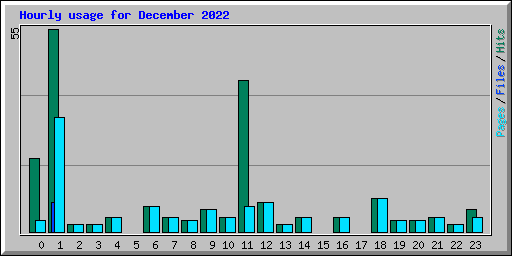 Hourly usage for December 2022
55
Pages/Files/Hits
0 1 2 3 4 5 6 7 8 9 10 11 12 13 14 15 16 17 18 19 20 21 22 23